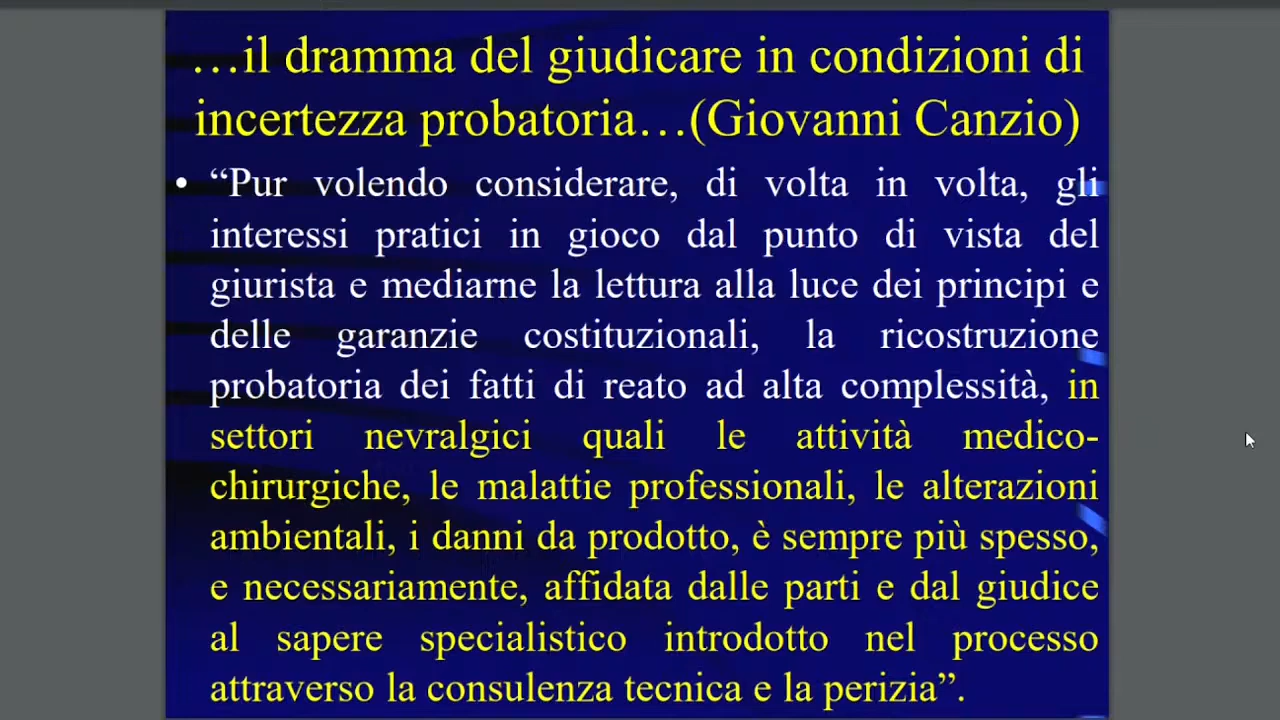 …il dramma del giudicare in condizioni di
incertezza probatoria…(Giovanni Canzio)
• “Pur volendo considerare, di volta in volta, gli
interessi pratici in gioco dal punto di vista del
giurista e mediarne la lettura alla luce dei principi e
delle garanzie costituzionali, la ricostruzione
probatoria dei fatti di reato ad alta complessità, in
settori nevralgici quali le attività medico-
chirurgiche, le malattie professionali, le alterazioni
ambientali, i danni da prodotto, è sempre più spesso,
e necessariamente, affidata dalle parti e dal giudice
al sapere specialistico introdotto nel processo
attraverso la consulenza tecnica e la perizia”.